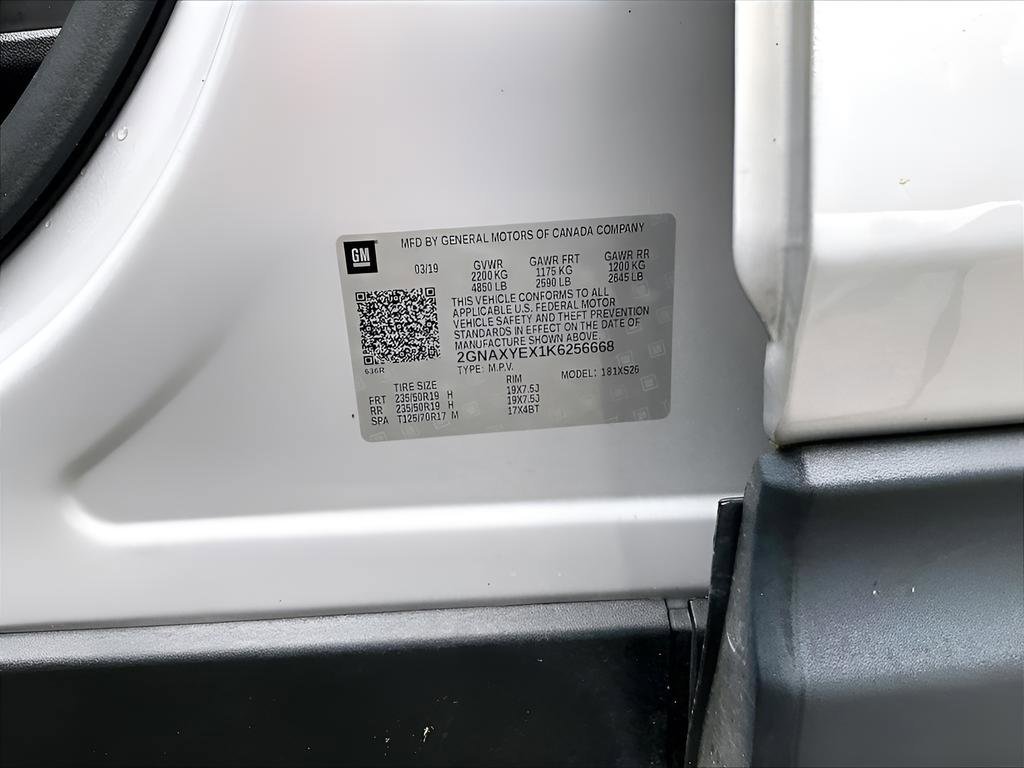 GM
MFD BY GENERAL MOTORS OF CANADA COMPANY
03/19 GVWR GAWR FRT GAWR RR
2200 KG 1175 KG 1200 KG
4850 LB 2590 LB 2645 LB
THIS VEHICLE CONFORMS TO ALL
APPLICABLE U.S. FEDERAL MOTOR
VEHICLE SAFETY AND THEFT PREVENTION
STANDARDS IN EFFECT ON THE DATE OF
MANUFACTURE SHOWN ABOVE.
2GNAXYEX1K6256668
636R TYPE: M.P.V. MODEL: 181XS26
TIRE SIZE RIM
FRT 235/50R19 H 19X7.5J
RR 235/50R19 H 19X7.5J
SPA T125/70R17 M 17X4BT